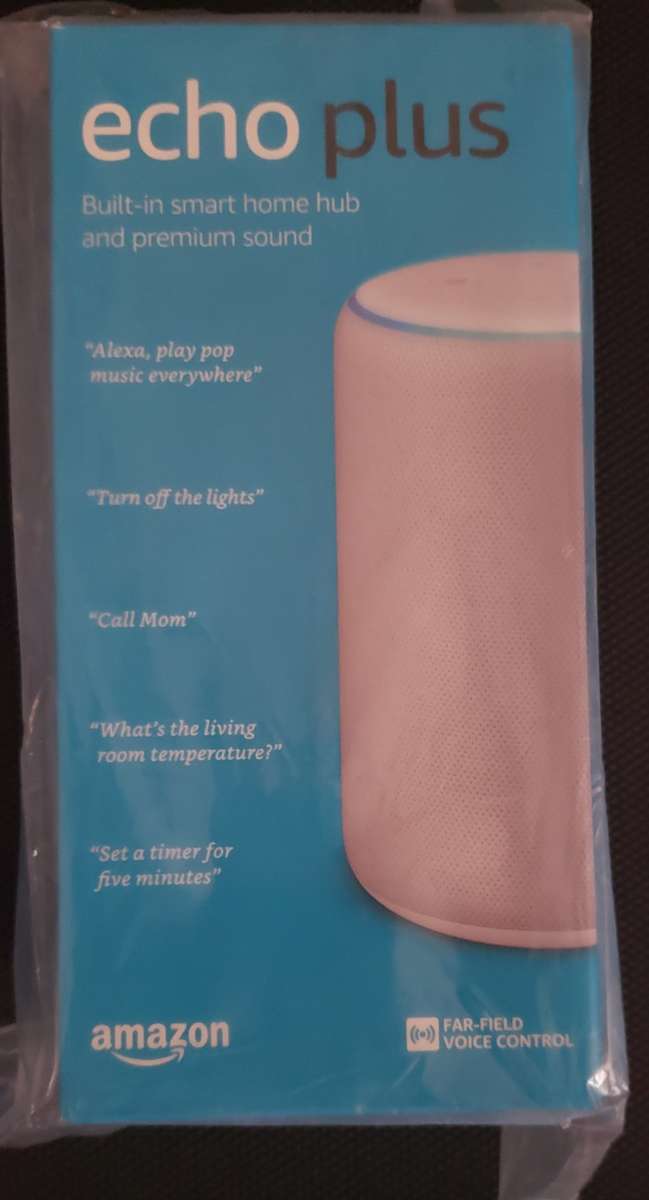 echo plus
Built-in smart home hub
and premium sound
“Alexa, play pop
music everywhere”
“Turn off the lights”
“Call Mom”
“What’s the living
room temperature?”
“Set a timer for
five minutes”
amazon
FAR-FIELD
VOICE CONTROL